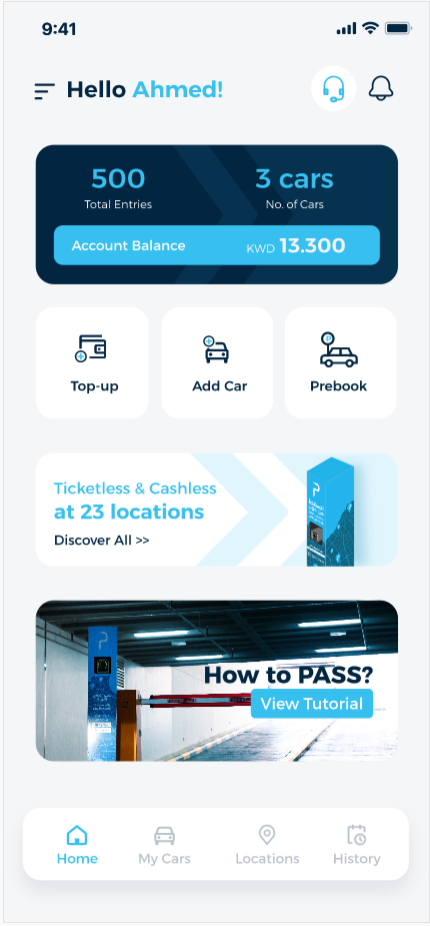 9:41
Hello Ahmed!
500
Total Entries
3 cars
No. of Cars
Account Balance
KWD 13.300
Top-up
Add Car
Prebook
Ticketless & Cashless
at 23 locations
Discover All >>
How to PASS?
View Tutorial
Home
My Cars
Locations
History